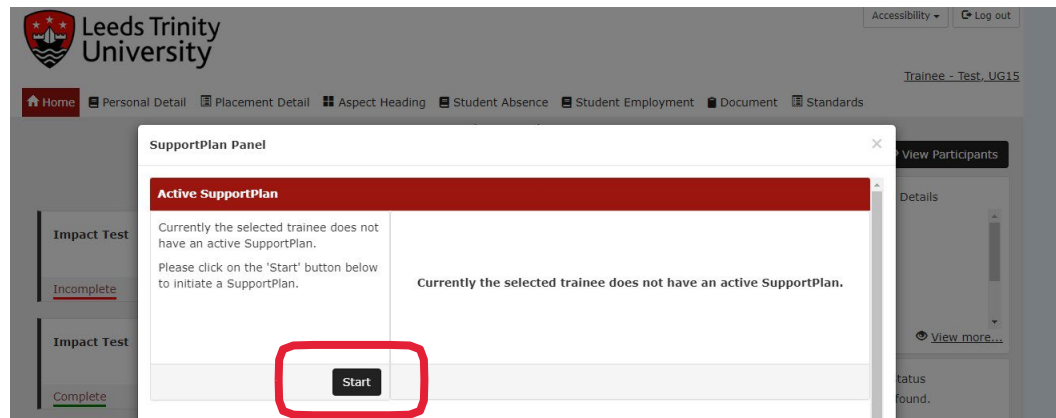 Leeds Trinity
University
Accessibility
Log out
Trainee - Test, UG15
Home Personal Detail Placement Detail Aspect Heading Student Absence Student Employment Document Standards
SupportPlan Panel
×
View Participants
Active SupportPlan
Details
Currently the selected trainee does not
have an active SupportPlan.
Please click on the 'Start' button below
to initiate a SupportPlan.
Currently the selected trainee does not have an active SupportPlan.
Impact Test
Incomplete
Impact Test
View more...
Start
Complete
found.